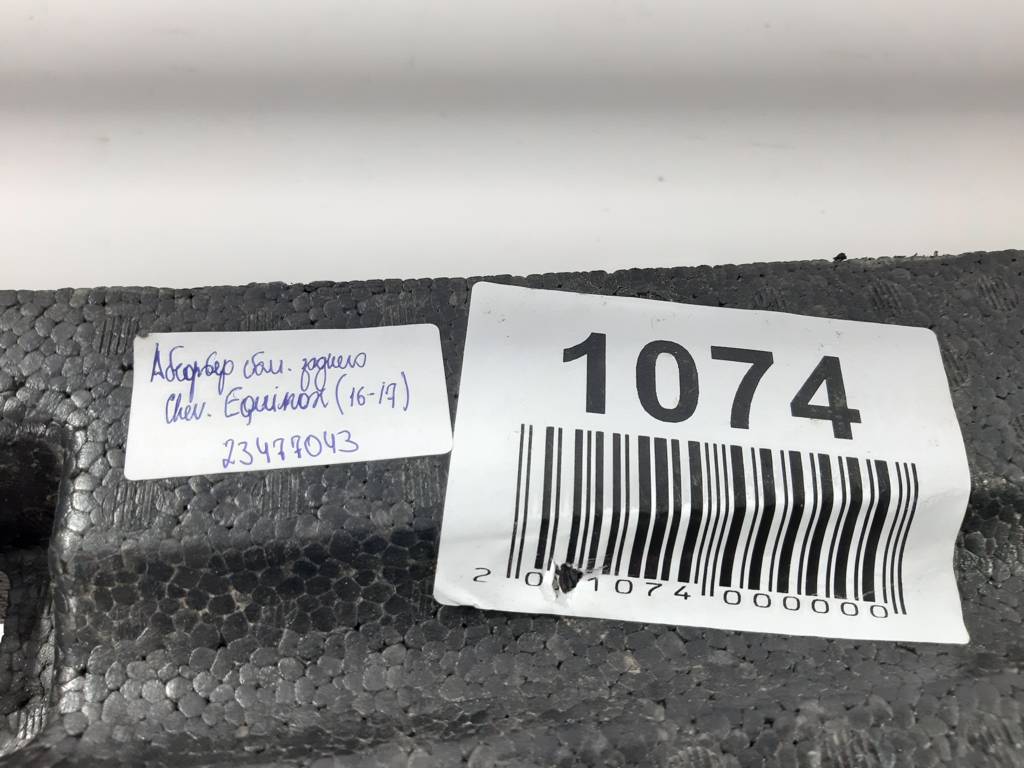 Абсорбер бам. заднего
Chev. Equinox (16-17)
23477043
1074
2 0 1074 000000